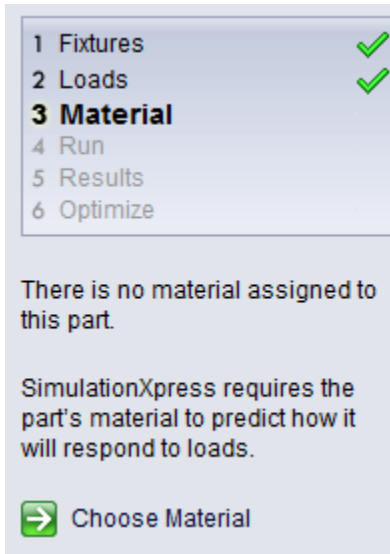 1 Fixtures
2 Loads
3 Material
4 Run
5 Results
6 Optimize
There is no material assigned to
this part.
SimulationXpress requires the
part's material to predict how it
will respond to loads.
Choose Material